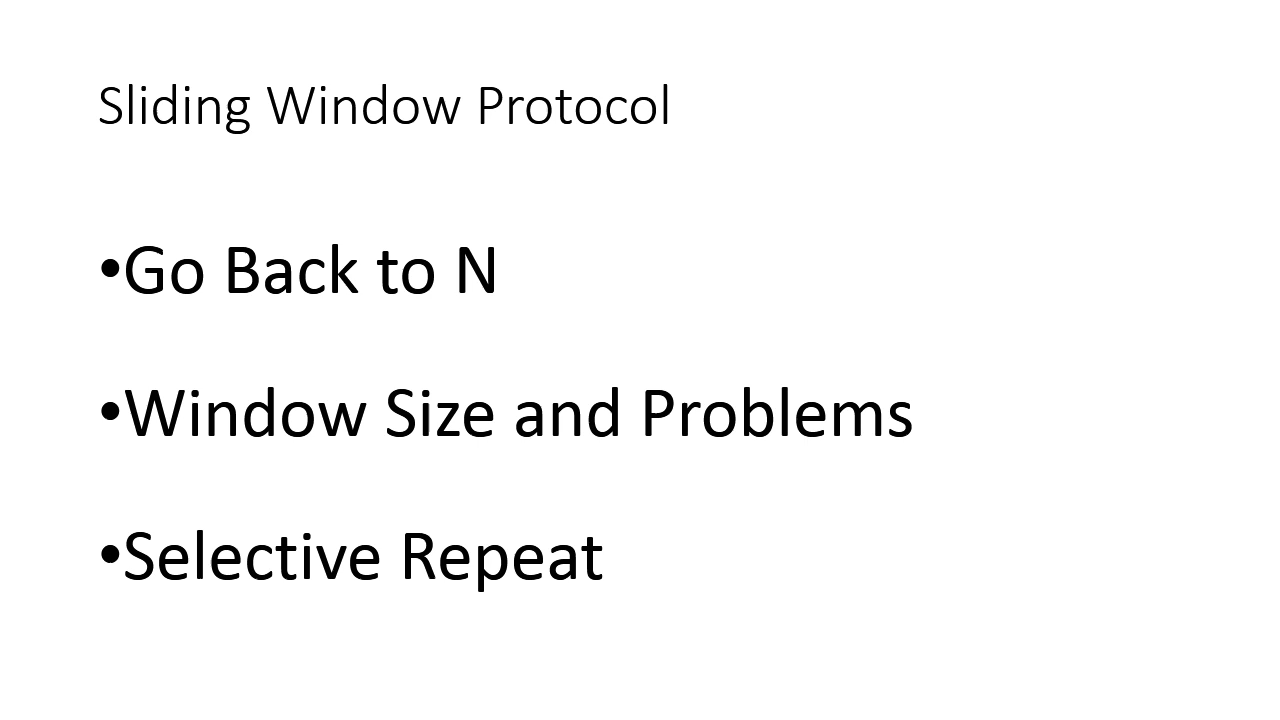 Sliding Window Protocol
•Go Back to N
•Window Size and Problems
•Selective Repeat